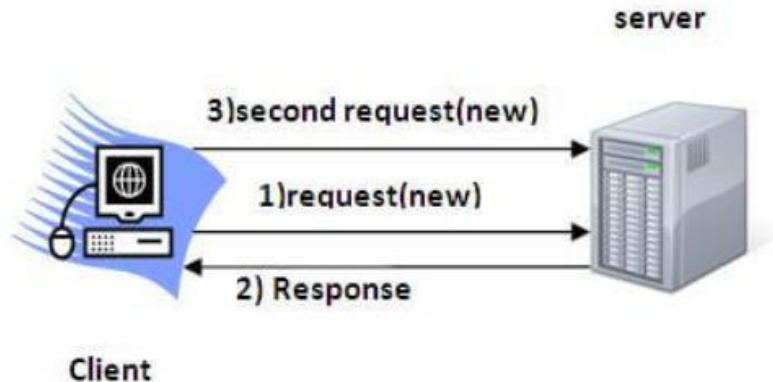 server
3)second request(new)
1)request(new)
2) Response
Client